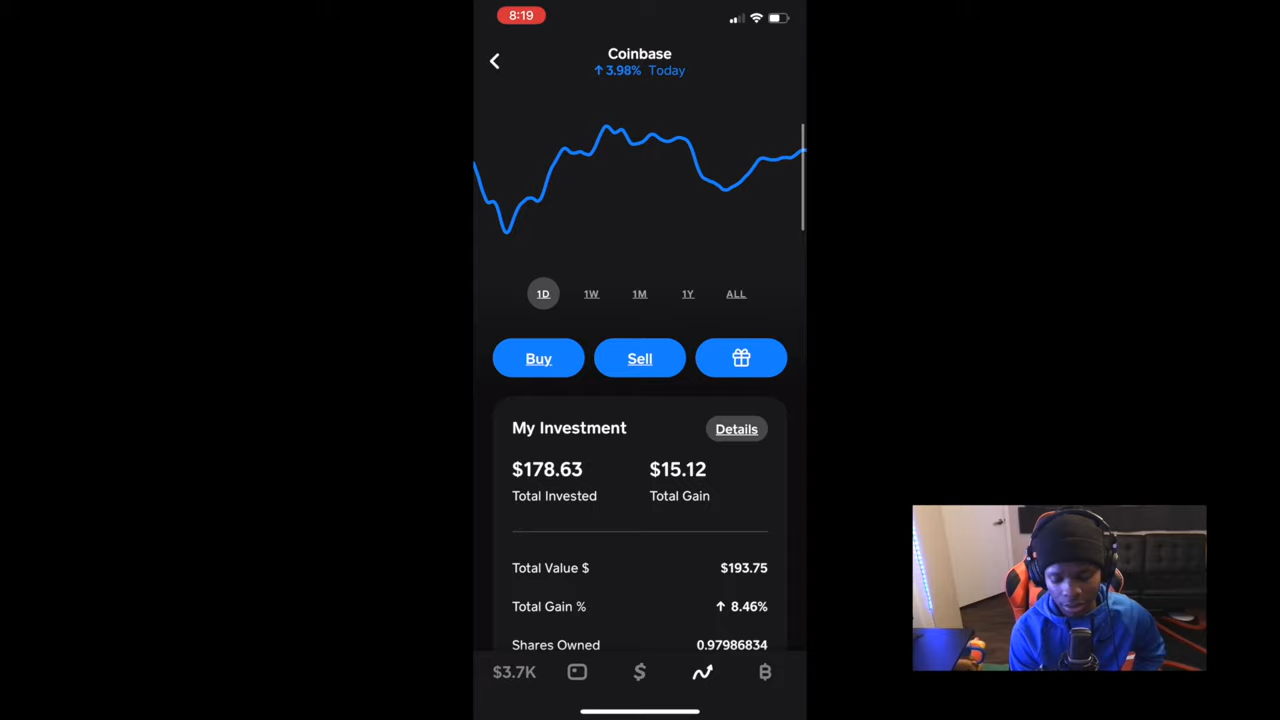 8:19
Coinbase
↑ 3.98% Today
1D 1W 1M 1Y ALL
Buy Sell
My Investment Details
$178.63 $15.12
Total Invested Total Gain
Total Value $ $193.75
Total Gain % ↑ 8.46%
Shares Owned 0.97986834
$3.7K $ ₿